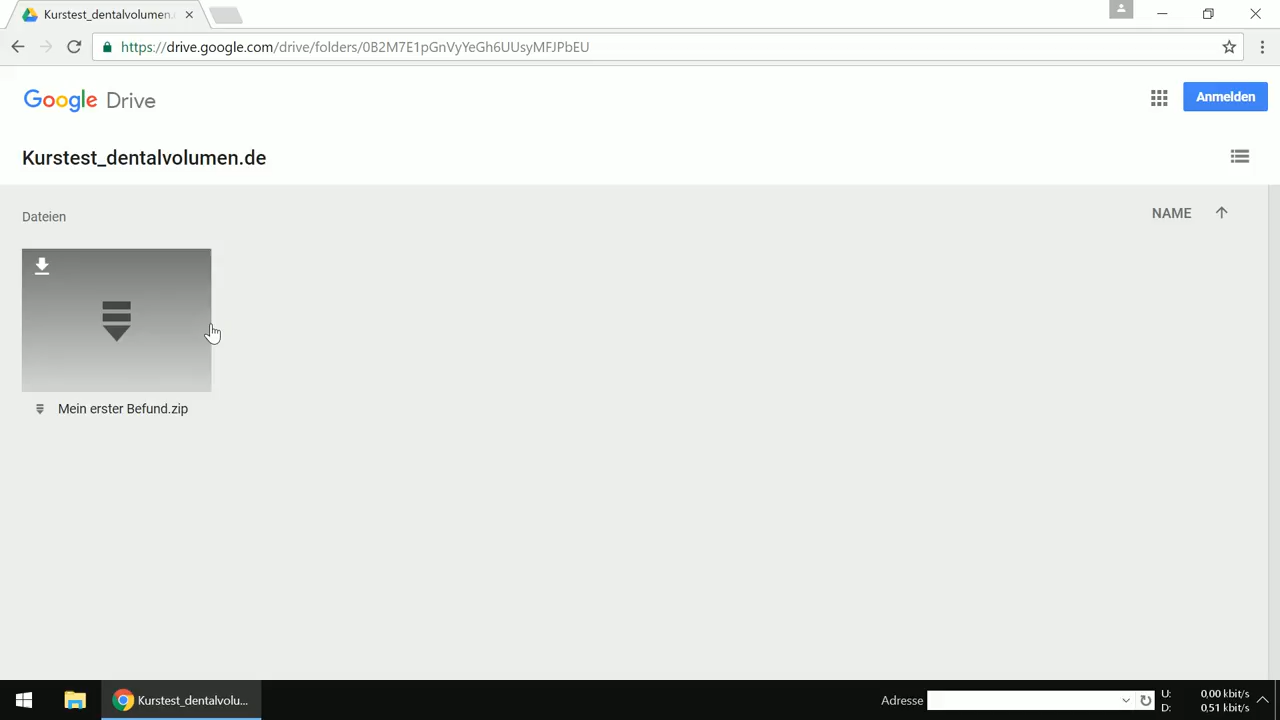 Kurstest_dentalvolumen.
https://drive.google.com/drive/folders/0B2M7E1pGnVyYeGh6UUsyMFJPbEU
Google Drive
Anmelden
Kurstest_dentalvolumen.de
Dateien
NAME
Mein erster Befund.zip
Kurstest_dentalvolu...
Adresse
U: 0,00 kbit/s
D: 0,51 kbit/s